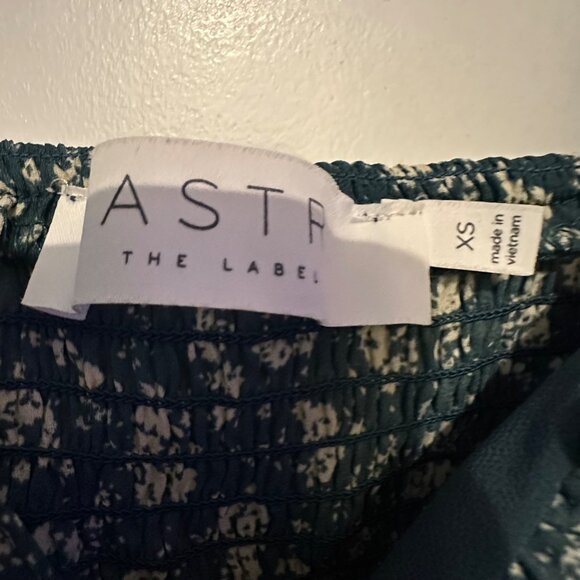 ASTR
THE LABEL
XS
made in
vietnam